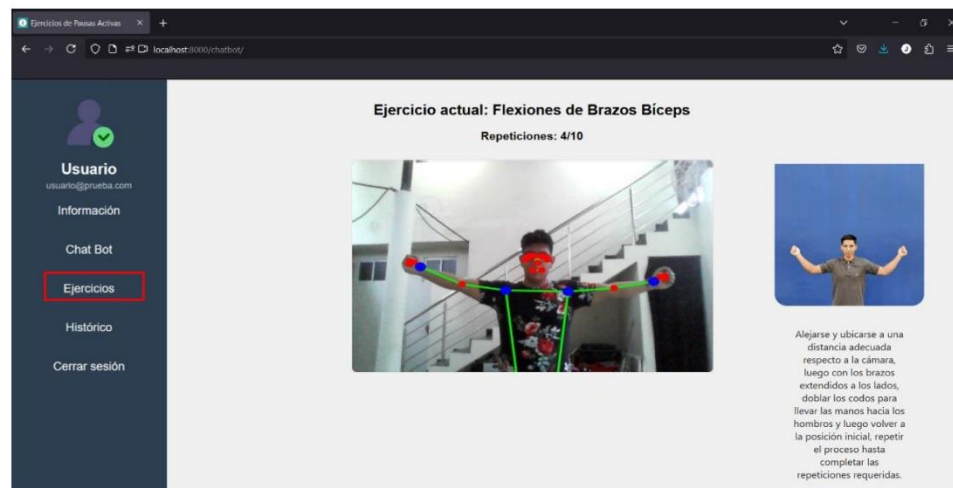 Ejercicios de Pausas Activas
localhost:8000/chatbot/
Usuario
usuario@prueba.com
Información
Chat Bot
Ejercicios
Histórico
Cerrar sesión
Ejercicio actual: Flexiones de Brazos Bíceps
Repeticiones: 4/10
Alejarse y ubicarse a una
distancia adecuada
respecto a la cámara,
luego con los brazos
extendidos a los lados,
doblar los codos para
llevar las manos hacia los
hombros y luego volver a
la posición inicial, repetir
el proceso hasta
completar las
repeticiones requeridas.